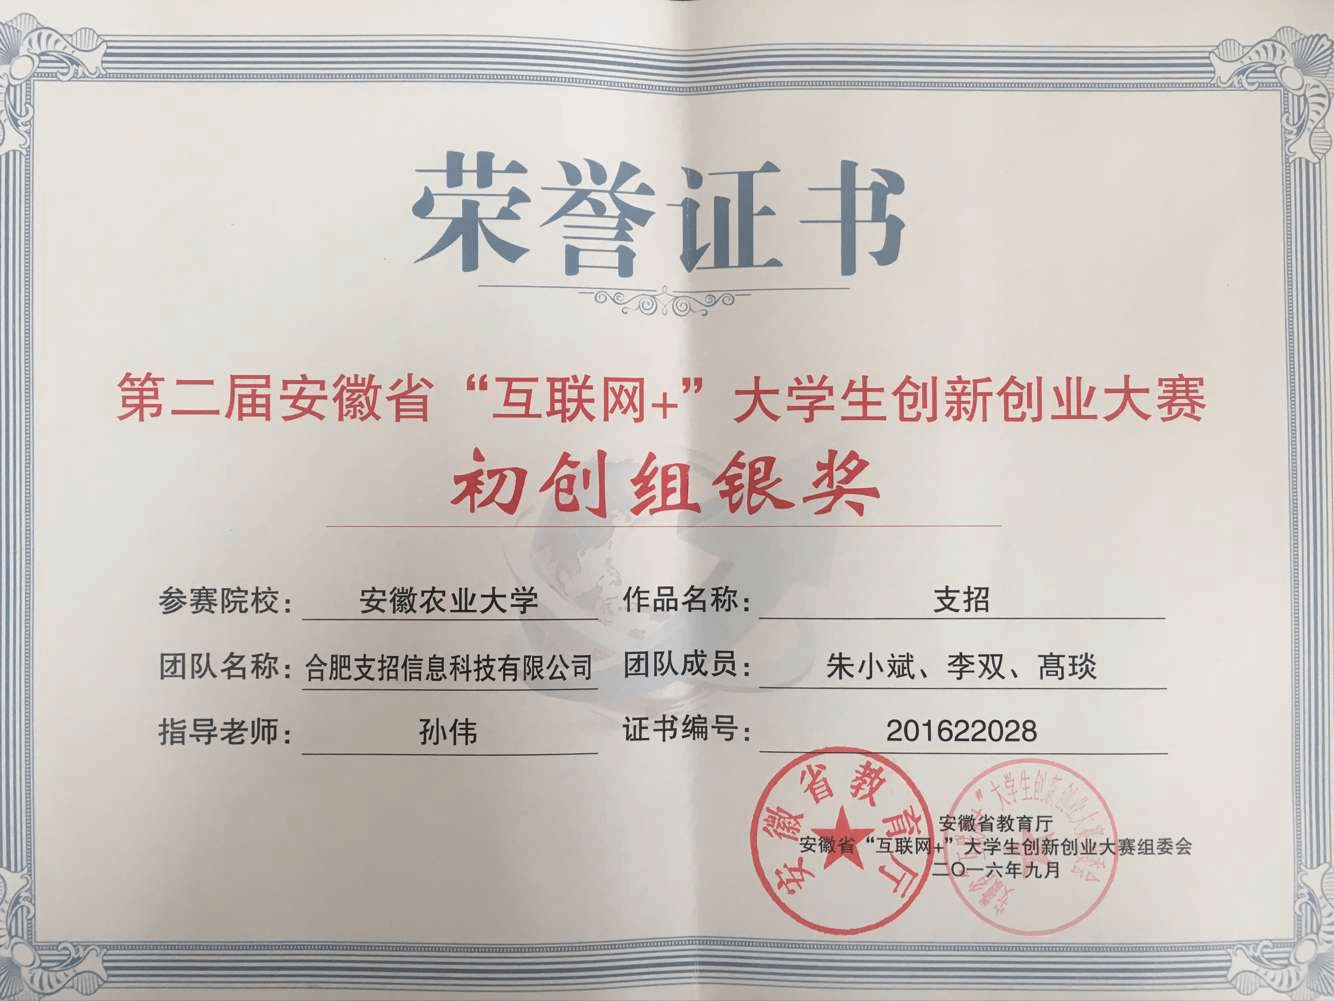 荣誉证书
第二届安徽省“互联网+”大学生创新创业大赛
初创组银奖
参赛院校： 安徽农业大学 作品名称： 支招
团队名称： 合肥支招信息科技有限公司 团队成员： 朱小斌、李双、髙琰
指导老师： 孙伟 证书编号： 201622028
安徽省教育厅
安徽省教育厅
安徽省“互联网+”大学生创新创业大赛组委会
二〇一六年九月